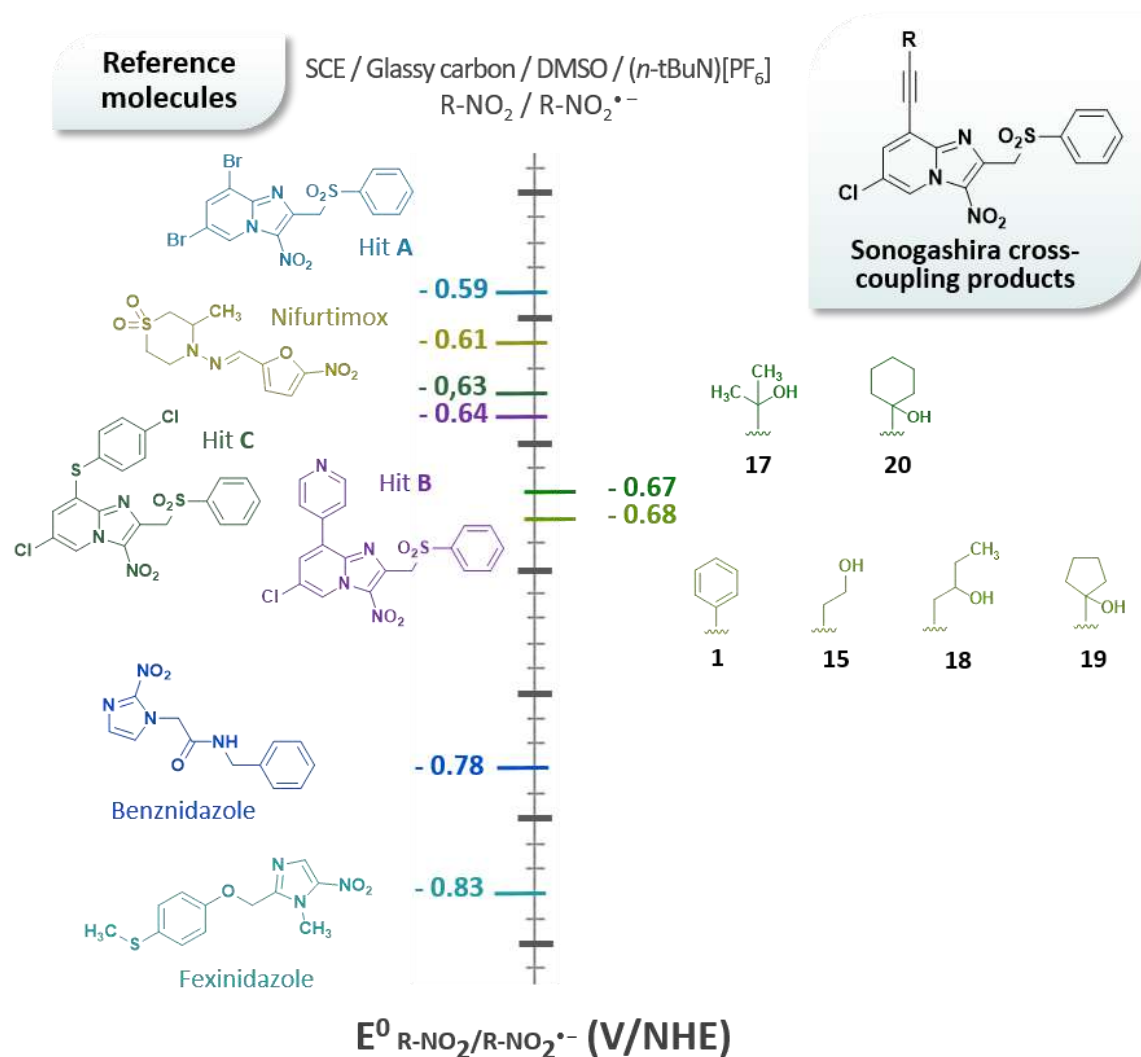 Reference
molecules
SCE / Glassy carbon / DMSO / (n-tBuN)[PF6]
R-NO2 / R-NO2•−
R
N
O2S
N
Cl
NO2
Sonogashira cross-
coupling products
Br
N
O2S
N
Br
NO2
Hit A
- 0.59
O
O
S
CH3
N
N
O
NO2
Nifurtimox
- 0.61
- 0,63
- 0.64
Cl
S
N
O2S
N
Cl
NO2
Hit C
N
N
O2S
N
Cl
NO2
Hit B
CH3
H3C
OH
17
OH
20
- 0.67
- 0.68
1
OH
15
CH3
OH
18
OH
19
NO2
N
N
NH
O
Benznidazole
- 0.78
N
NO2
O
N
CH3
H3C
S
Fexinidazole
- 0.83
E0 R-NO2/R-NO2•− (V/NHE)